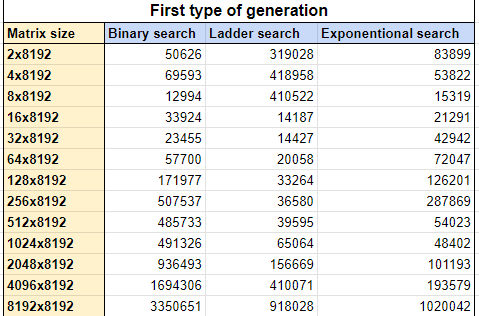 First type of generation
Matrix size Binary search Ladder search Exponentional search
2x8192 50626 319028 83899
4x8192 69593 418958 53822
8x8192 12994 410522 15319
16x8192 33924 14187 21291
32x8192 23455 14427 42942
64x8192 57700 20058 72047
128x8192 171977 33264 126201
256x8192 507537 36580 287869
512x8192 485733 39595 54023
1024x8192 491326 65064 48402
2048x8192 936493 156669 101193
4096x8192 1694306 410071 193579
8192x8192 3350651 918028 1020042